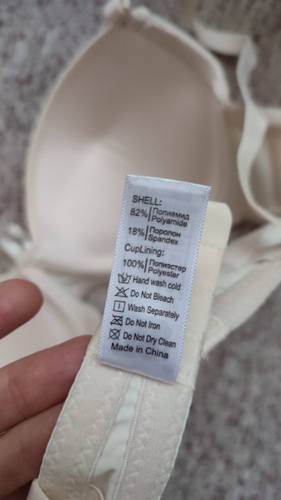 SHELL:
82% Полиамид
Polyamide
18% Поролон
Spandex
CupLining:
100% Полиэстер
Polyester
Hand wash cold
Do Not Bleach
Wash Separately
Do Not Iron
Do Not Dry Clean
Made in China